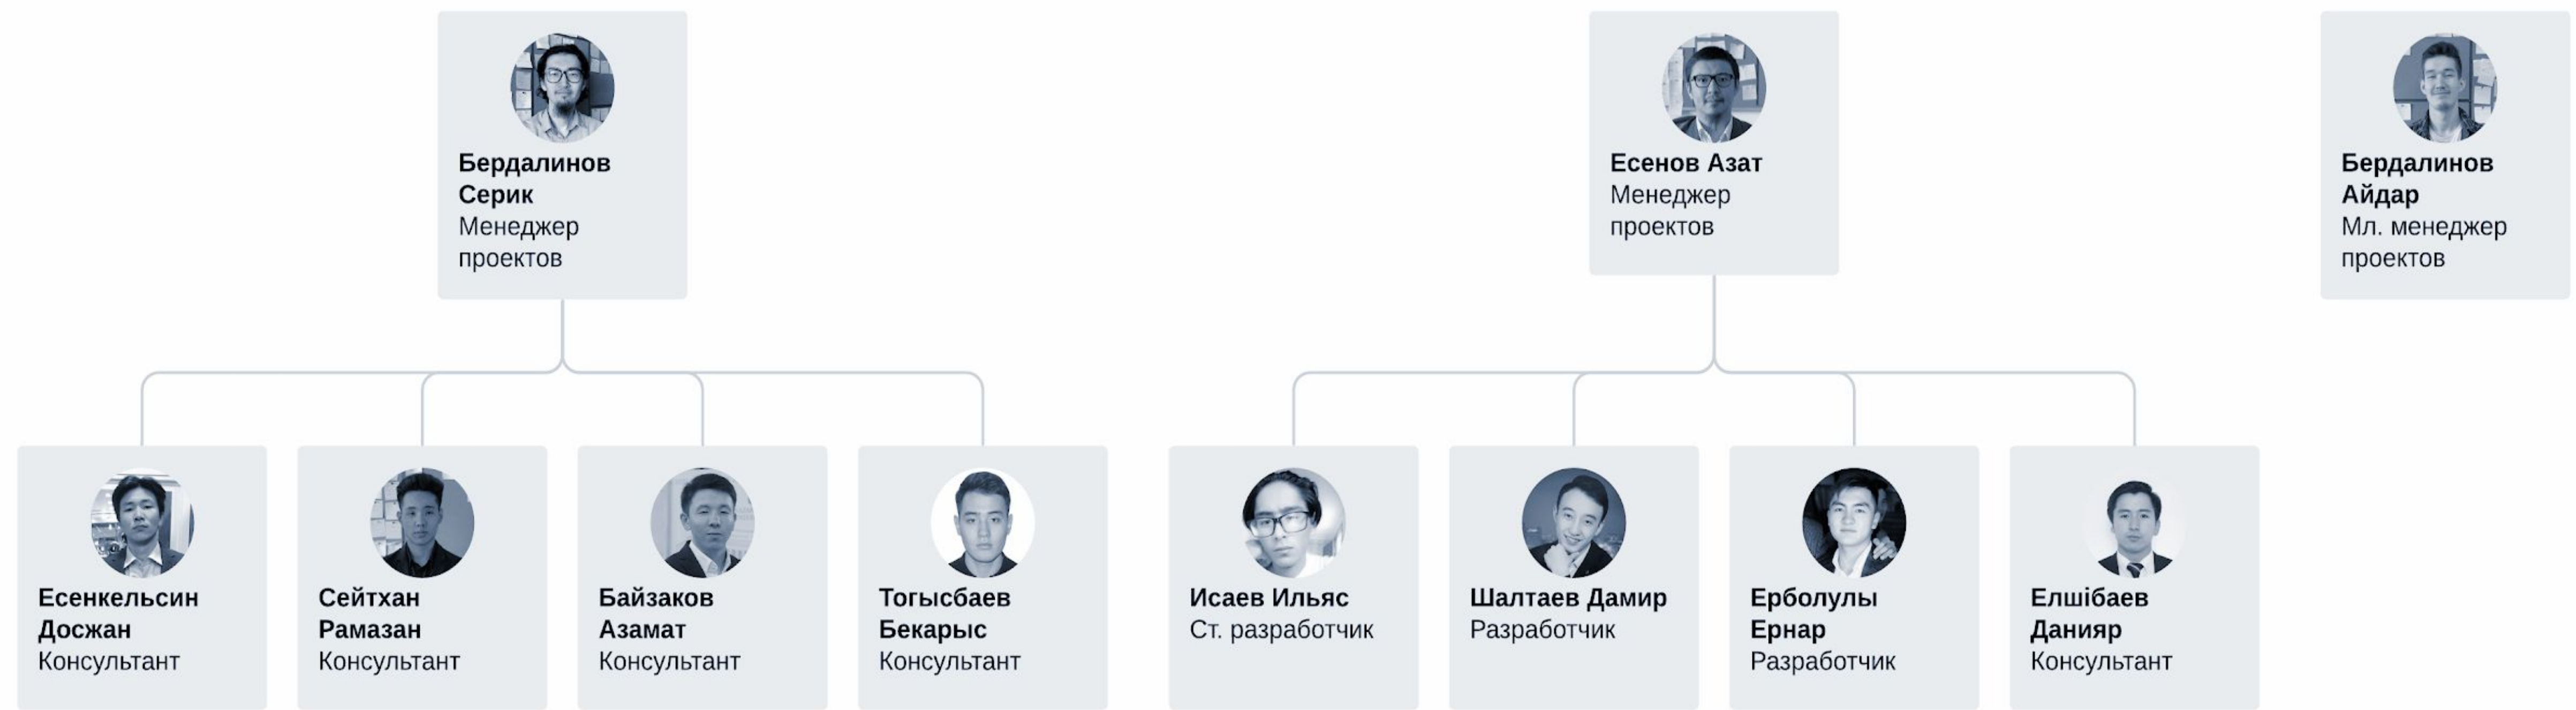 Бердалинов
Серик
Менеджер
проектов
Есенов Азат
Менеджер
проектов
Бердалинов
Айдар
Мл. менеджер
проектов
Есенкельсин
Досжан
Консультант
Сейтхан
Рамазан
Консультант
Байзаков
Азамат
Консультант
Тогысбаев
Бекарыс
Консультант
Исаев Ильяс
Ст. разработчик
Шалтаев Дамир
Разработчик
Ерболулы
Ернар
Разработчик
Елшібаев
Данияр
Консультант